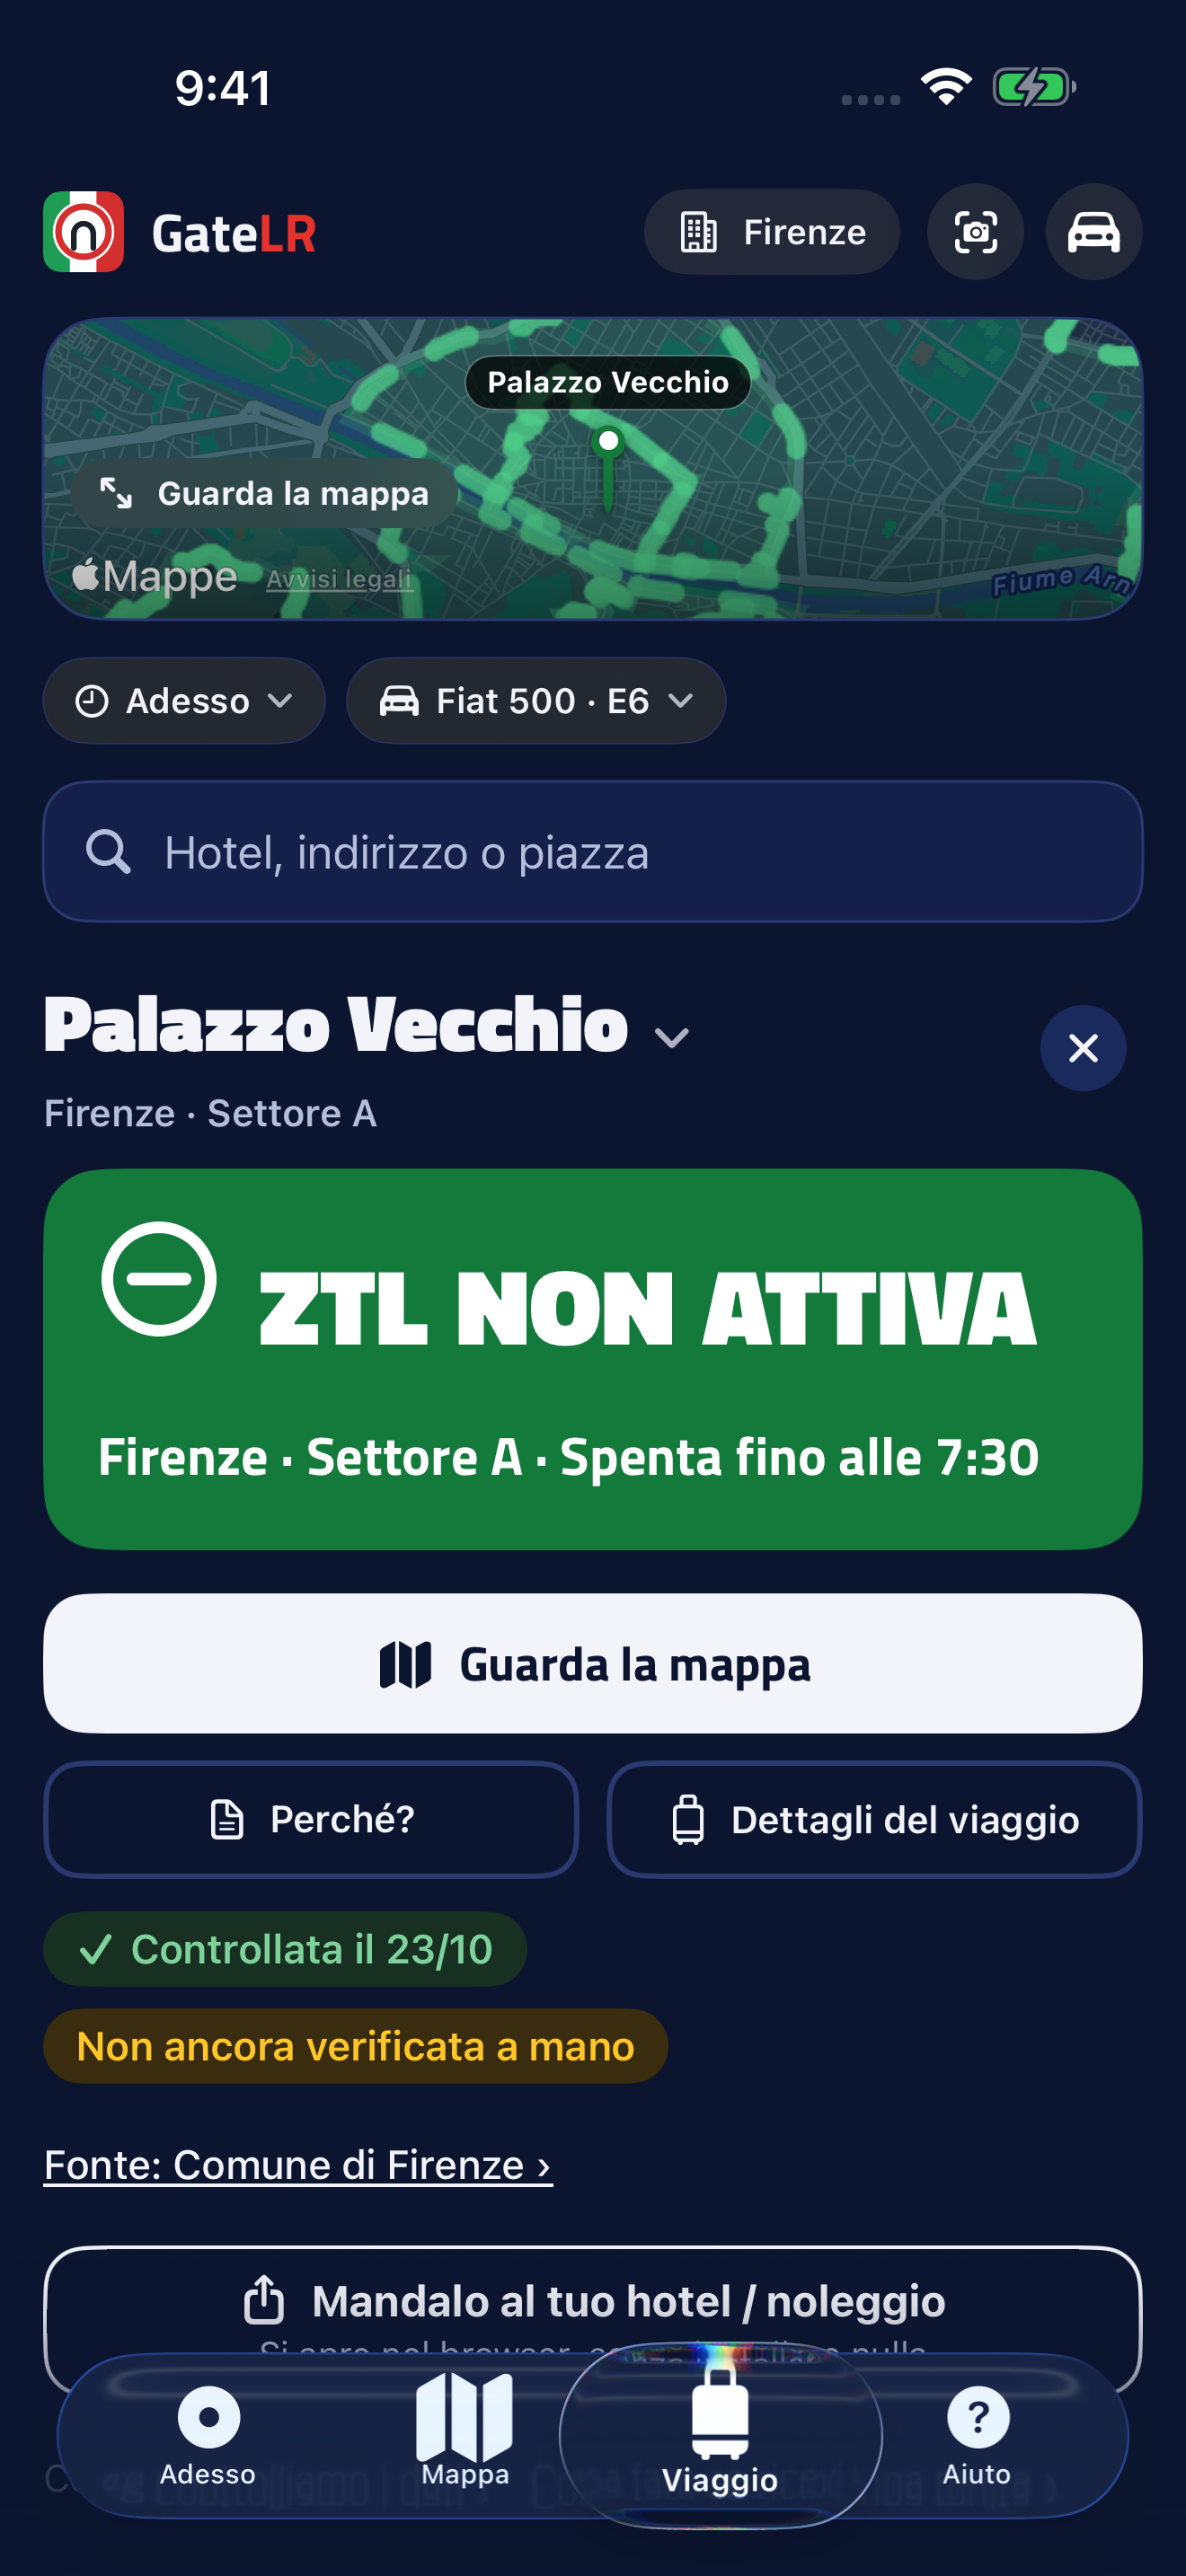 9:41
GateLR
Firenze
Palazzo Vecchio
Guarda la mappa
Mappe
Avvisi legali
Fiume Arn
Adesso
Fiat 500 · E6
Hotel, indirizzo o piazza
Palazzo Vecchio
Firenze · Settore A
ZTL NON ATTIVA
Firenze · Settore A · Spenta fino alle 7:30
Guarda la mappa
Perché?
Dettagli del viaggio
Controllata il 23/10
Non ancora verificata a mano
Fonte: Comune di Firenze ›
Mandalo al tuo hotel / noleggio
Adesso
Mappa
Viaggio
Aiuto